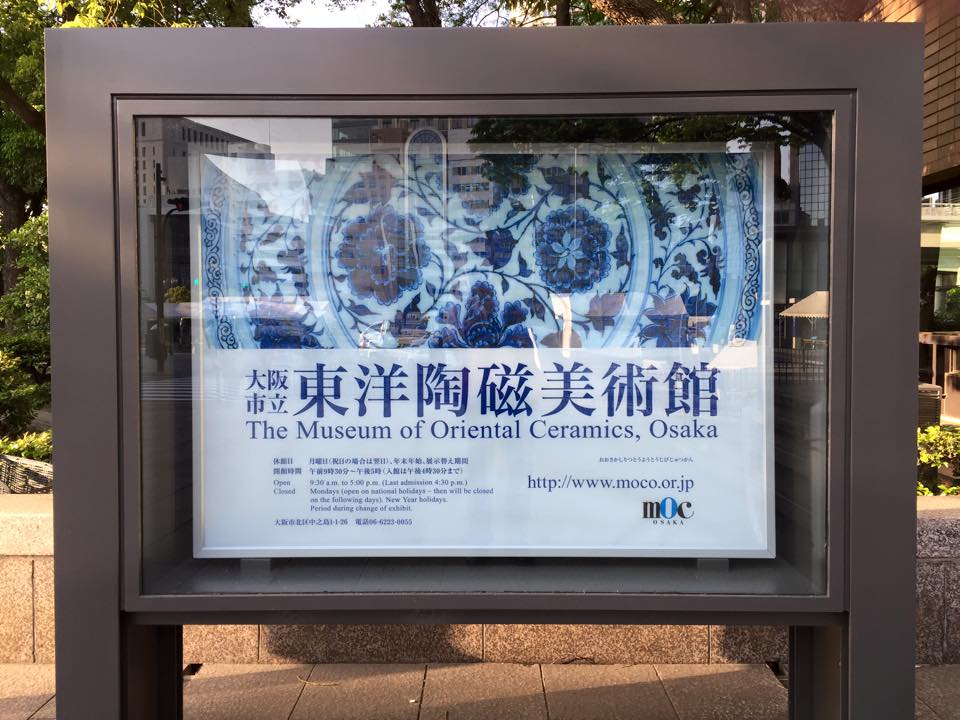 大阪市立 東洋陶磁美術館
The Museum of Oriental Ceramics, Osaka
休館日 月曜日(祝日の場合は翌日)、年末年始、展示替え期間
開館時間 午前9時30分〜午後5時(入館は午後4時30分まで)
Open 9:30 a.m. to 5:00 p.m. (Last admission 4:30 p.m.)
Closed Mondays (open on national holidays – then will be closed
on the following days). New Year holidays.
Period during change of exhibit.
大阪市北区中之島1-1-26 電話06-6223-0055
おおさかしりつとうようとうじびじゅつかん
http://www.moco.or.jp
mOc
OSAKA